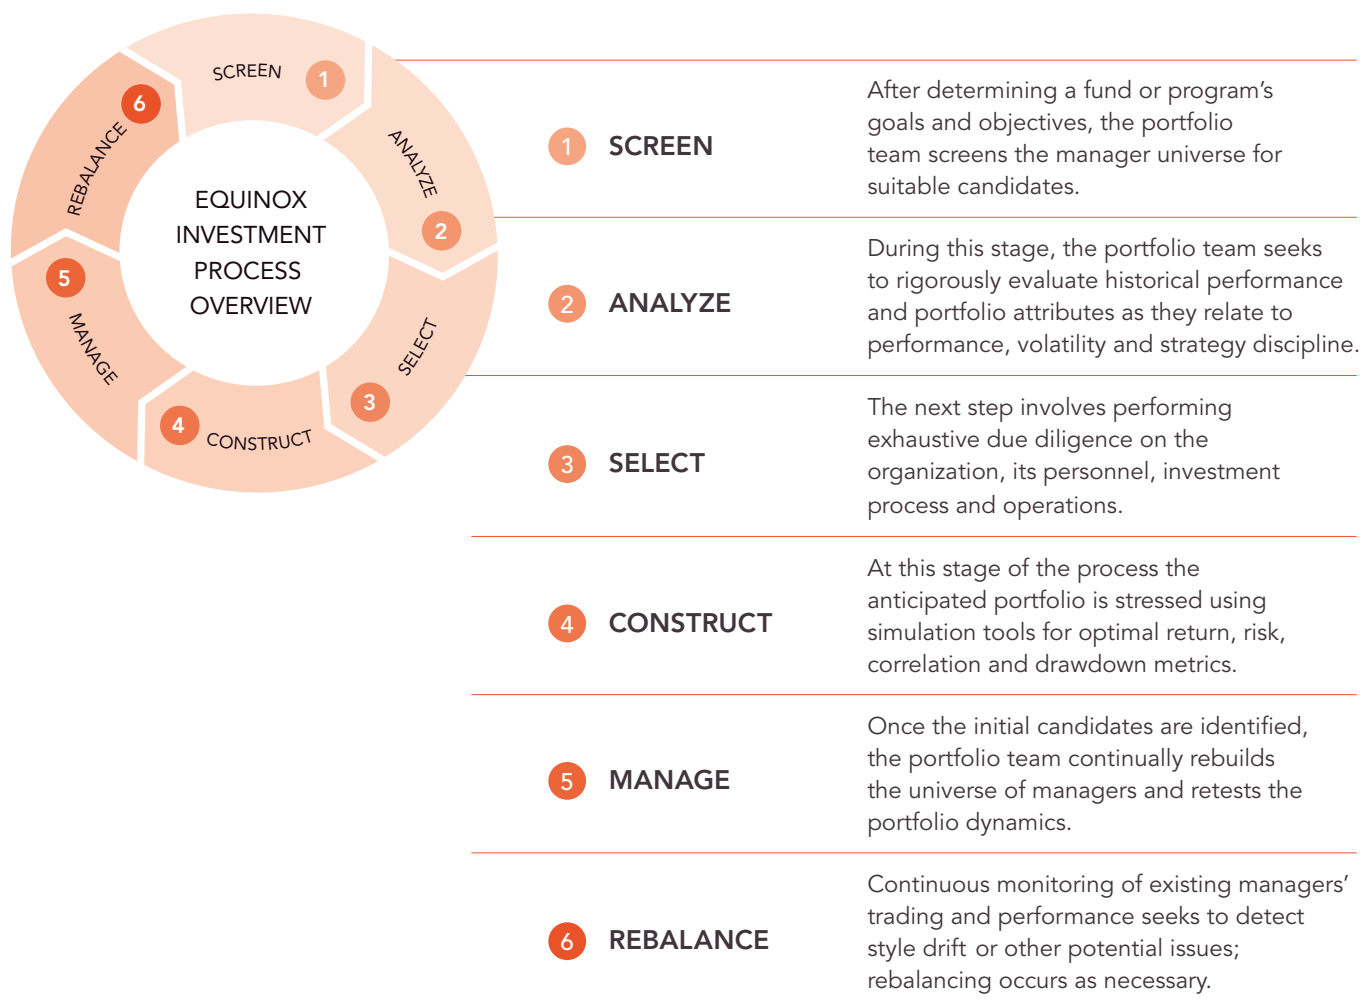 SCREEN
1
ANALYZE
2
SELECT
3
CONSTRUCT
4
MANAGE
5
REBALANCE
6
EQUINOX
INVESTMENT
PROCESS
OVERVIEW
1 SCREEN
After determining a fund or program’s
goals and objectives, the portfolio
team screens the manager universe for
suitable candidates.
2 ANALYZE
During this stage, the portfolio team seeks
to rigorously evaluate historical performance
and portfolio attributes as they relate to
performance, volatility and strategy discipline.
3 SELECT
The next step involves performing
exhaustive due diligence on the
organization, its personnel, investment
process and operations.
4 CONSTRUCT
At this stage of the process the
anticipated portfolio is stressed using
simulation tools for optimal return, risk,
correlation and drawdown metrics.
5 MANAGE
Once the initial candidates are identified,
the portfolio team continually rebuilds
the universe of managers and retests the
portfolio dynamics.
6 REBALANCE
Continuous monitoring of existing managers’
trading and performance seeks to detect
style drift or other potential issues;
rebalancing occurs as necessary.